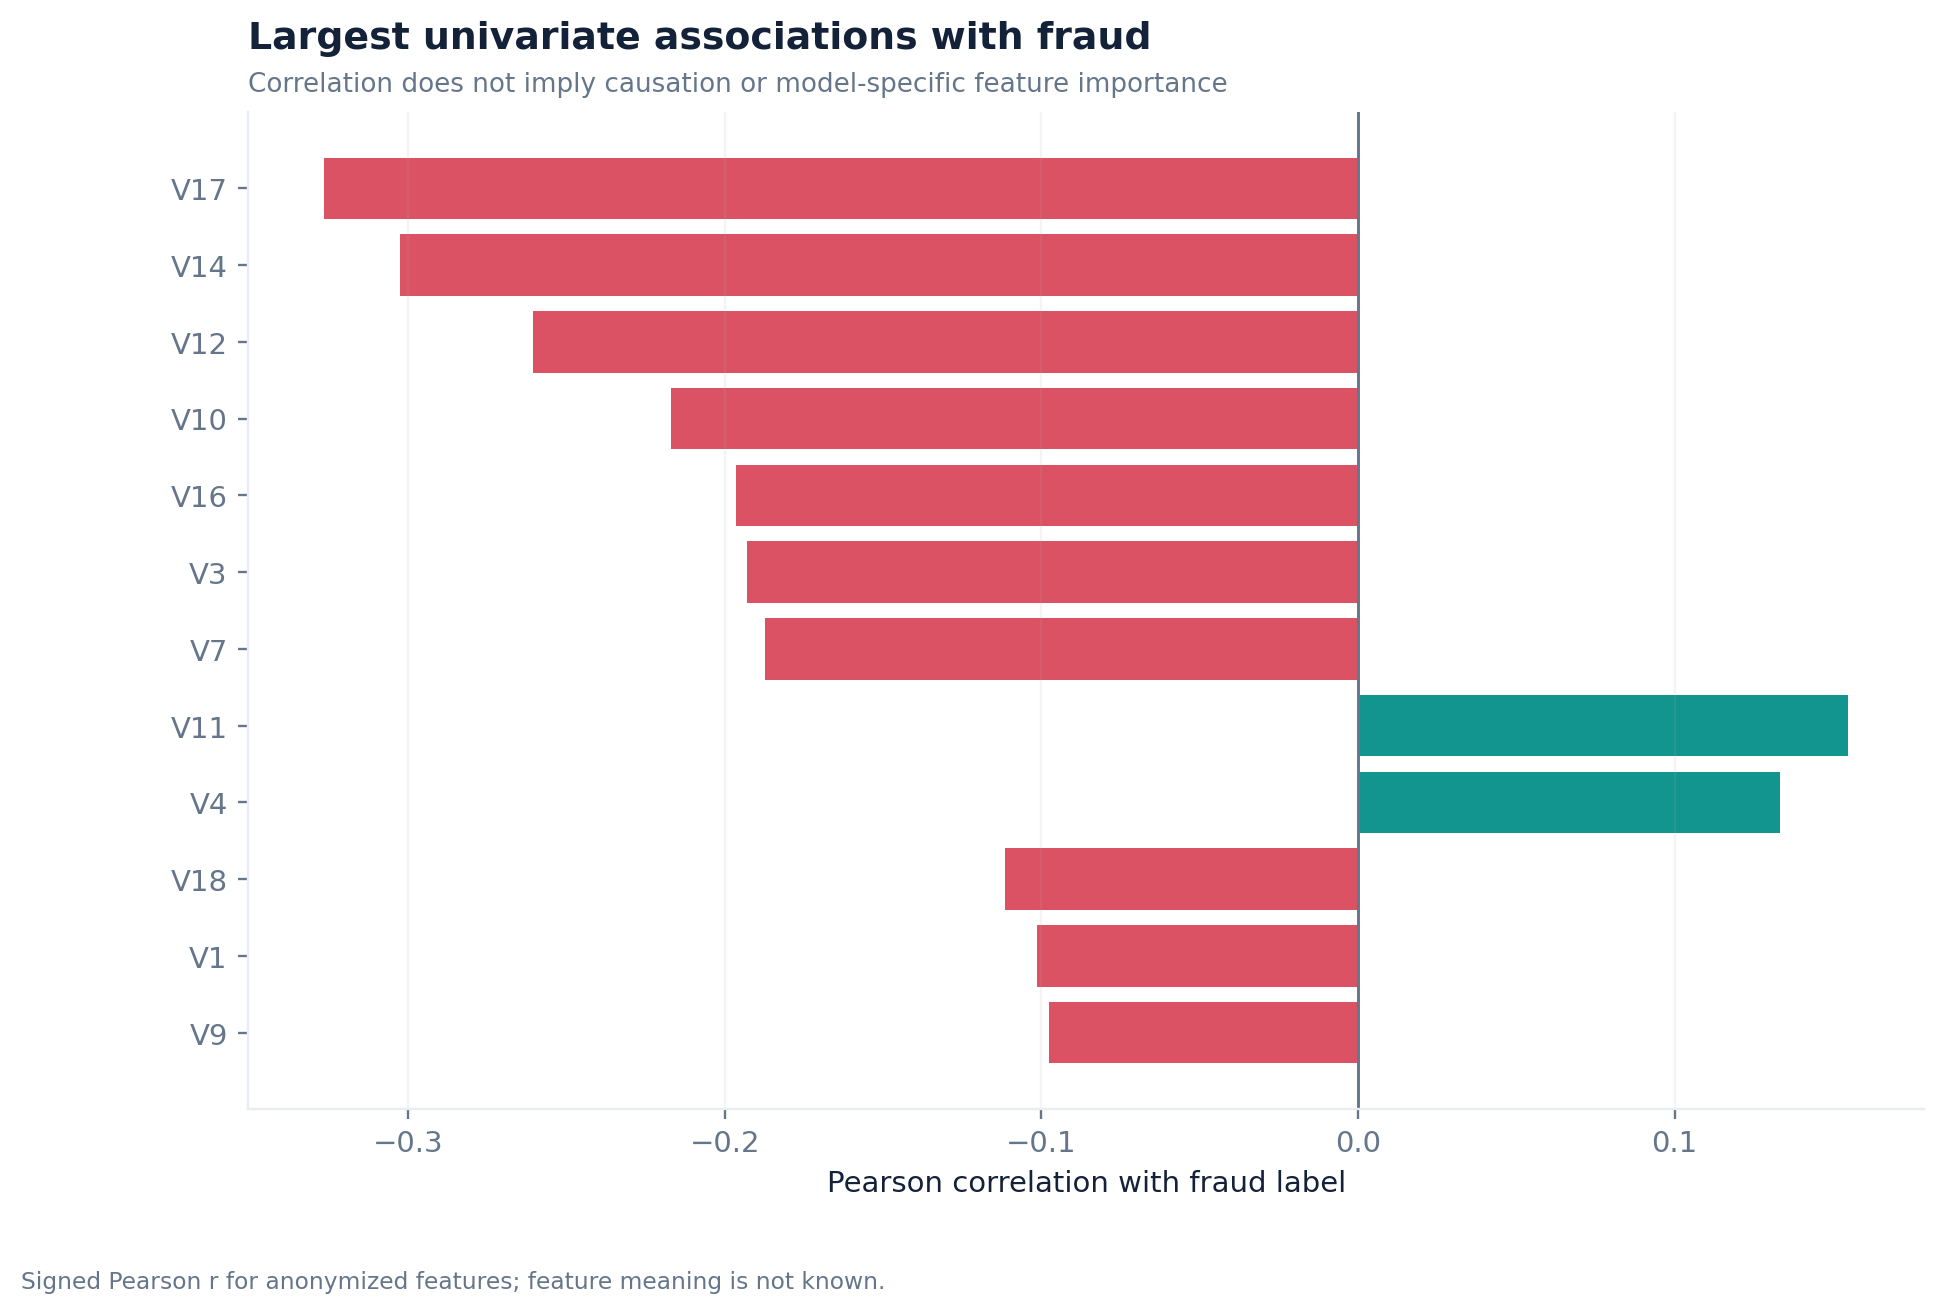 Largest univariate associations with fraud
Correlation does not imply causation or model-specific feature importance
V17
V14
V12
V10
V16
V3
V7
V11
V4
V18
V1
V9
−0.3 −0.2 −0.1 0.0 0.1
Pearson correlation with fraud label
Signed Pearson r for anonymized features; feature meaning is not known.